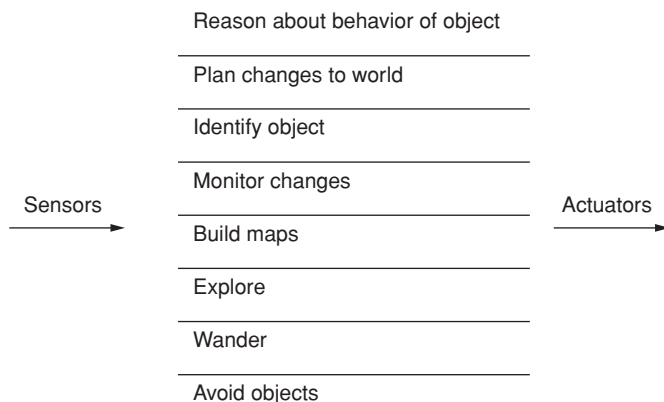 Reason about behavior of object
Plan changes to world
Identify object
Monitor changes
Sensors
Actuators
Build maps
Explore
Wander
Avoid objects